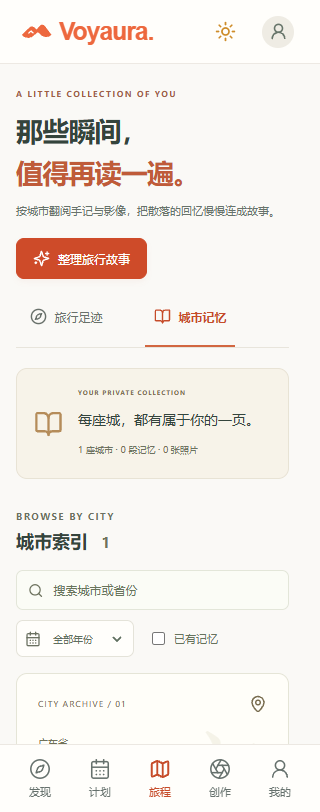 Voyaura.
A LITTLE COLLECTION OF YOU
那些瞬间，
值得再读一遍。
按城市翻阅手记与影像，把散落的回忆慢慢连成故事。
整理旅行故事
旅行足迹 城市记忆
YOUR PRIVATE COLLECTION
每座城，都有属于你的一页。
1 座城市 · 0 段记忆 · 0 张照片
BROWSE BY CITY
城市索引 1
搜索城市或省份
全部年份 已有记忆
CITY ARCHIVE / 01
广东省
发现 计划 旅程 创作 我的